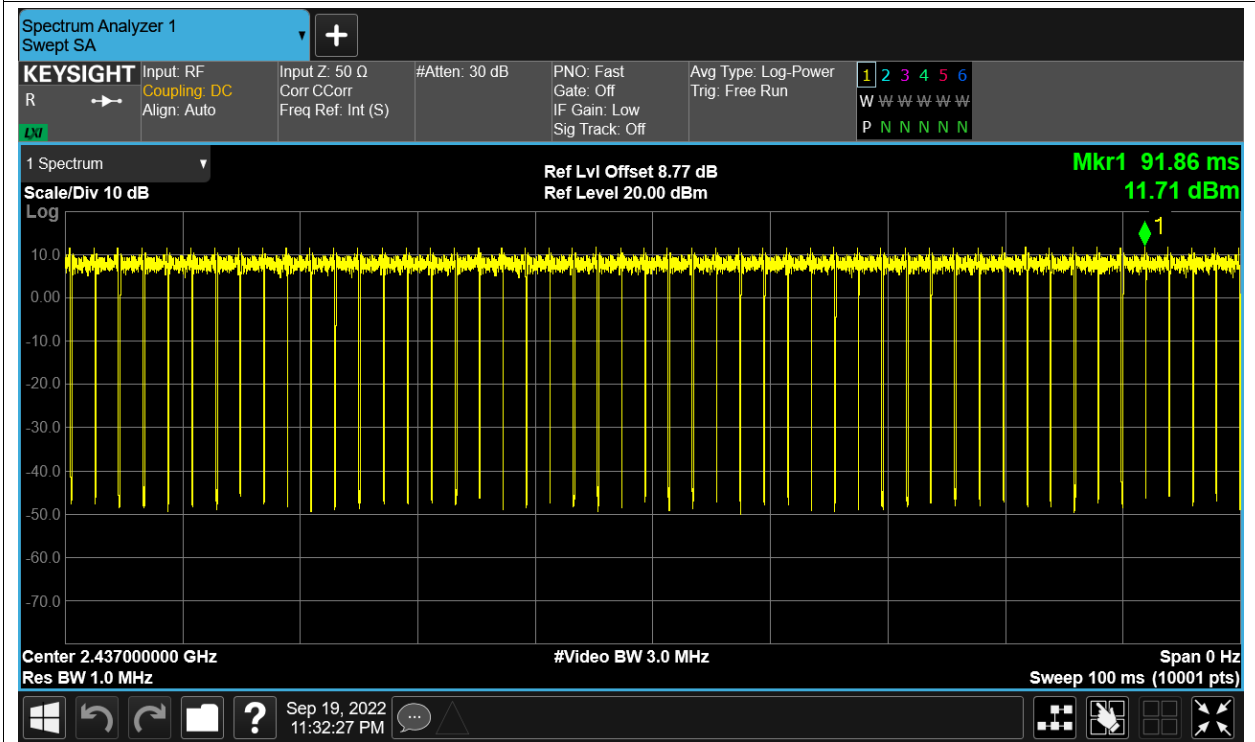 Spectrum Analyzer 1
Swept SA
+
KEYSIGHT
R
LXI
Input: RF
Coupling: DC
Align: Auto
Input Z: 50 Ω
Corr CCorr
Freq Ref: Int (S)
#Atten: 30 dB
PNO: Fast
Gate: Off
IF Gain: Low
Sig Track: Off
Avg Type: Log-Power
Trig: Free Run
1 2 3 4 5 6
W W W W W W
P N N N N N
1 Spectrum
Scale/Div 10 dB
Ref Lvl Offset 8.77 dB
Ref Level 20.00 dBm
Mkr1 91.86 ms
11.71 dBm
Log
1
10.0
0.00
-10.0
-20.0
-30.0
-40.0
-50.0
-60.0
-70.0
Center 2.437000000 GHz
Res BW 1.0 MHz
#Video BW 3.0 MHz
Span 0 Hz
Sweep 100 ms (10001 pts)
?
Sep 19, 2022
11:32:27 PM